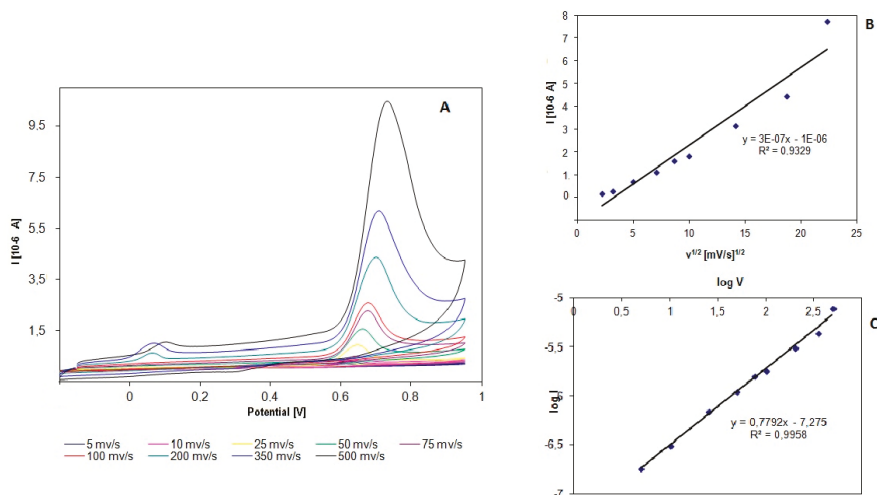 A
I [10-6 A]
9.5
7.5
5.5
3.5
1.5
0 0.2 0.4 0.6 0.8 1
Potential [V]
5 mv/s 10 mv/s 25 mv/s 50 mv/s 75 mv/s
100 mv/s 200 mv/s 350 mv/s 500 mv/s
B
I [10-6 A]
8
7
6
5
4
3
2
1
0
y = 3E-07x - 1E-06
R² = 0.9329
0 5 10 15 20 25
v1/2 [mV/s]1/2
log V
0 0,5 1 1,5 2 2,5 3
C
log I
-5
-5,5
-6
-6,5
-7
y = 0,7792x - 7,275
R² = 0,9958